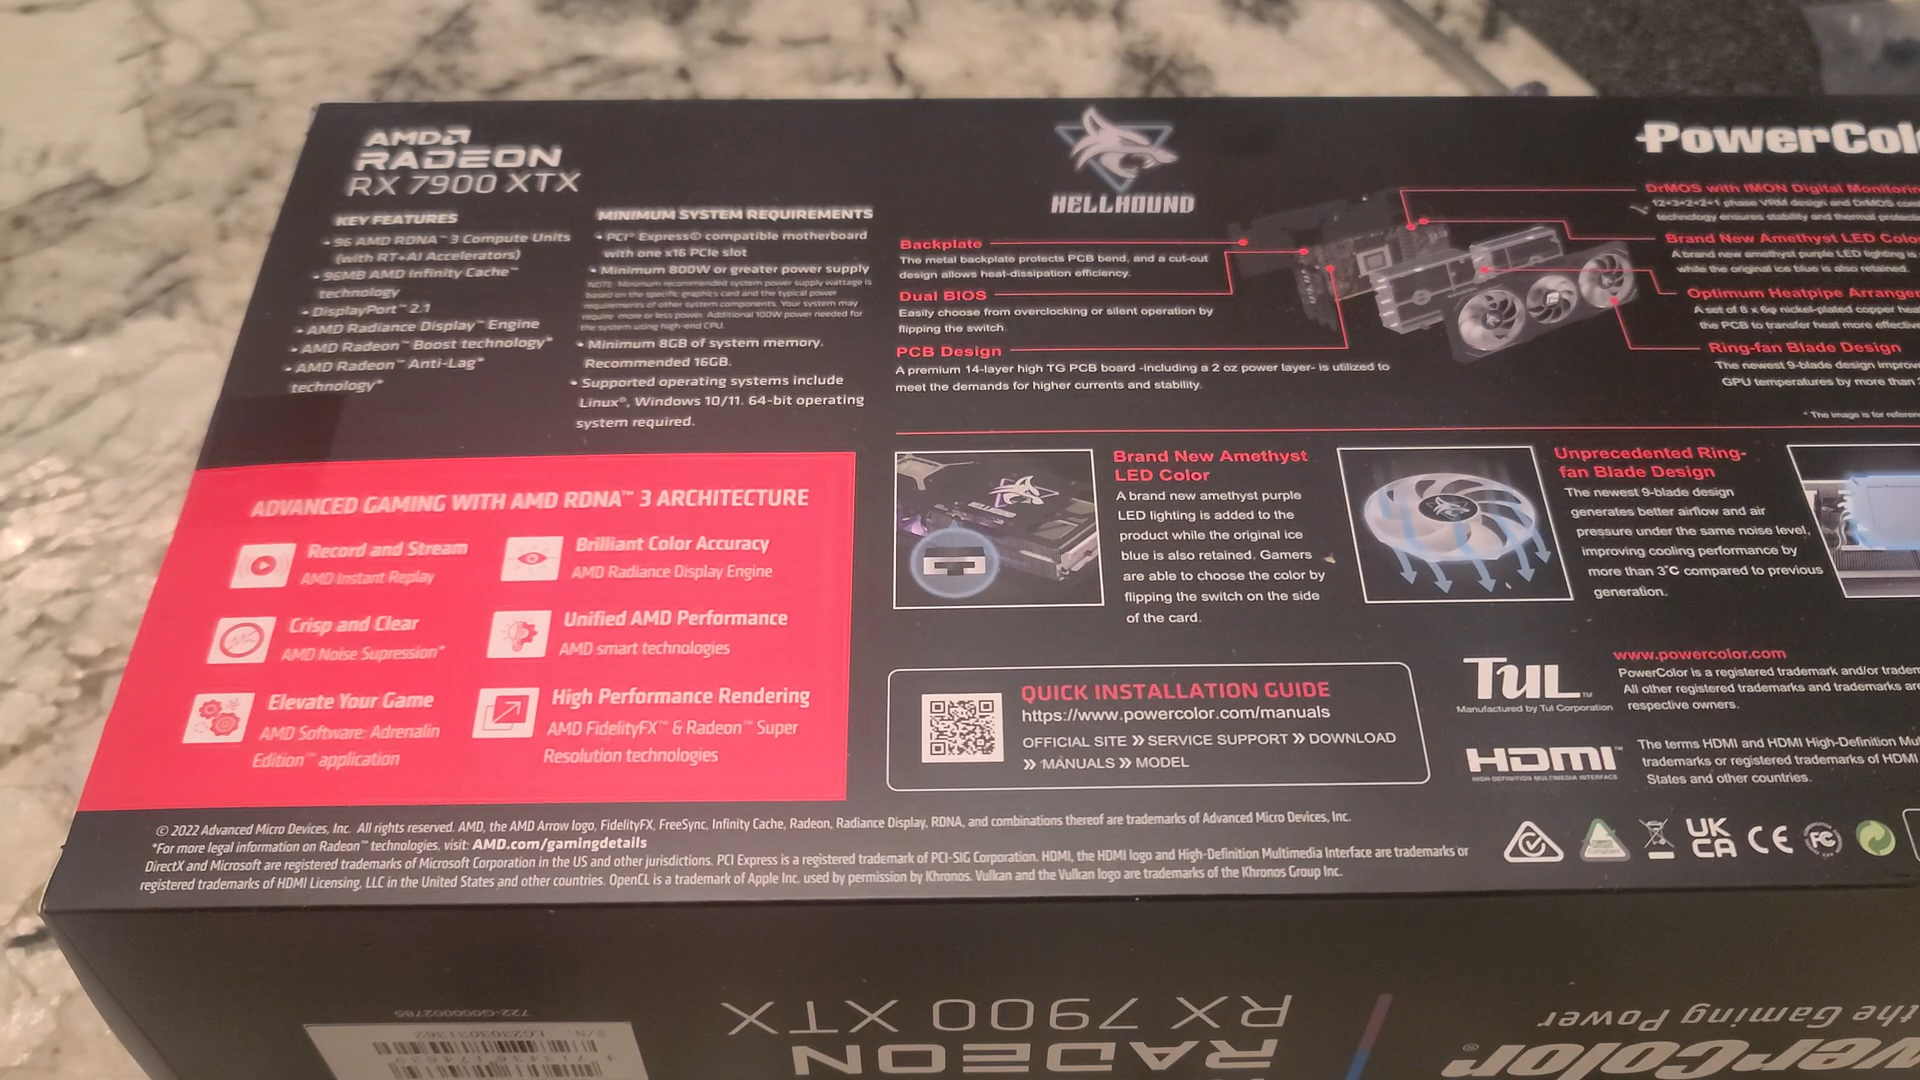 AMD
RADEON
RX 7900 XTX
KEY FEATURES
• 96 AMD RDNA™ 3 Compute Units
(with RT+AI Accelerators)
• 96MB AMD Infinity Cache™
technology
• DisplayPort™ 2.1
• AMD Radiance Display™ Engine
• AMD Radeon™ Boost technology*
• AMD Radeon™ Anti-Lag*
technology*
MINIMUM SYSTEM REQUIREMENTS
• PCI® Express© compatible motherboard
with one x16 PCIe slot
• Minimum 800W or greater power supply
NOTE: Minimum recommended system power supply wattage is
based on the specific graphics card and the typical power
requirements of other system components. Your system may
require more or less power. Additional 100W power needed for
the system using high-end CPU.
• Minimum 8GB of system memory.
Recommended 16GB.
• Supported operating systems include
Linux®, Windows 10/11. 64-bit operating
system required.
HELLHOUND
Backplate
The metal backplate protects PCB bend, and a cut-out
design allows heat-dissipation efficiency.
Dual BIOS
Easily choose from overclocking or silent operation by
flipping the switch.
PCB Design
A premium 14-layer high TG PCB board -including a 2 oz power layer- is utilized to
meet the demands for higher currents and stability.
DrMOS with IMON Digital
12+3+2+2+1 phase VRM design and DrMOS
technology ensures stability and thermal
Brand New Amethyst LED
A brand new amethyst purple LED lighting is
while the original ice blue is also retained.
Optimum Heatpipe
A set of 8 x 6φ nickel-plated copper
the PCB to transfer heat more
Ring-fan Blade Design
The newest 9-blade design
GPU temperatures by more than
* The image is for
ADVANCED GAMING WITH AMD RDNA™ 3 ARCHITECTURE
Record and Stream
AMD Instant Replay
Brilliant Color Accuracy
AMD Radiance Display Engine
Crisp and Clear
AMD Noise Supression*
Unified AMD Performance
AMD smart technologies
Elevate Your Game
AMD Software: Adrenalin
Edition™ application
High Performance Rendering
AMD FidelityFX™ & Radeon™ Super
Resolution technologies
Brand New Amethyst
LED Color
A brand new amethyst purple
LED lighting is added to the
product while the original ice
blue is also retained. Gamers
are able to choose the color by
flipping the switch on the side
of the card.
Unprecedented Ring-
fan Blade Design
The newest 9-blade design
generates better airflow and air
pressure under the same noise level,
improving cooling performance by
more than 3°C compared to previous
generation.
QUICK INSTALLATION GUIDE
https://www.powercolor.com/manuals
OFFICIAL SITE » SERVICE SUPPORT » DOWNLOAD
» MANUALS » MODEL
TUL™
Manufactured by Tul Corporation
www.powercolor.com
PowerColor is a registered trademark and/or
All other registered trademarks and trademarks are
respective owners.
HDMI™
HIGH-DEFINITION MULTIMEDIA INTERFACE
The terms HDMI and HDMI High-Definition
trademarks or registered trademarks of HDMI
States and other countries.
© 2022 Advanced Micro Devices, Inc. All rights reserved. AMD, the AMD Arrow logo, FidelityFX, FreeSync, Infinity Cache, Radeon, Radiance Display, RDNA, and combinations thereof are trademarks of Advanced Micro Devices, Inc.
*For more legal information on Radeon™ technologies, visit: AMD.com/gamingdetails
DirectX and Microsoft are registered trademarks of Microsoft Corporation in the US and other jurisdictions. PCI Express is a registered trademark of PCI-SIG Corporation. HDMI, the HDMI logo and High-Definition Multimedia Interface are trademarks or
registered trademarks of HDMI Licensing, LLC in the United States and other countries. OpenCL is a trademark of Apple Inc. used by permission by Khronos. Vulkan and the Vulkan logo are trademarks of the Khronos Group Inc.
UK
CA
CE
FC
the Gaming Power
RADEON
RX 7900 XTX